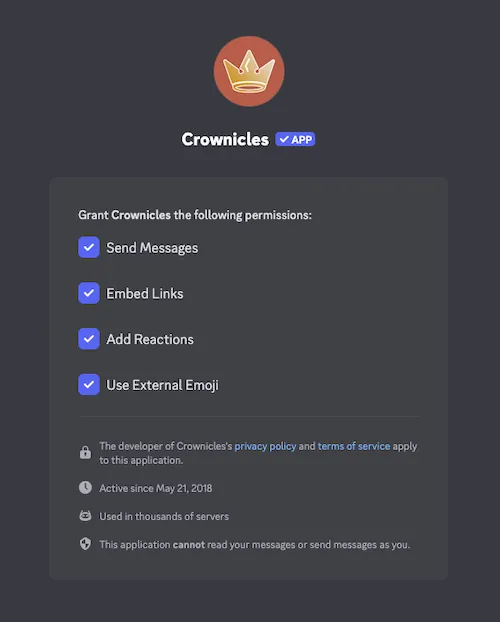 Crownicles APP
Grant Crownicles the following permissions:
Send Messages
Embed Links
Add Reactions
Use External Emoji
The developer of Crownicles's privacy policy and terms of service apply
to this application.
Active since May 21, 2018
Used in thousands of servers
This application cannot read your messages or send messages as you.